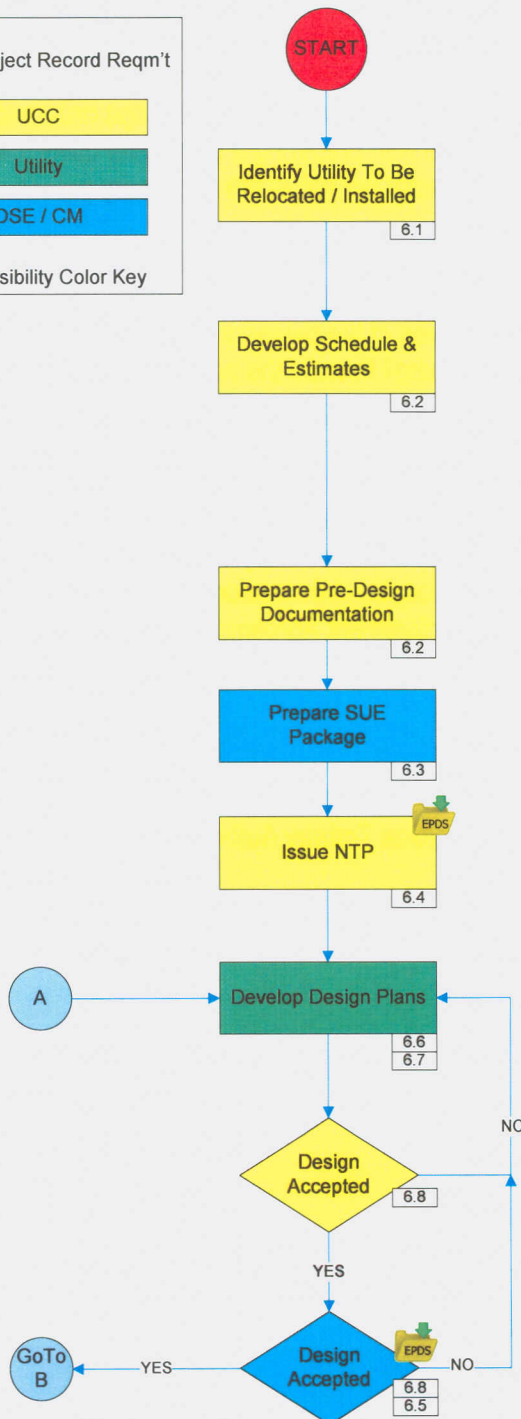 ject Record Reqm't
UCC
Utility
DSE / CM
sibility Color Key
START
Identify Utility To Be
Relocated / Installed
6.1
Develop Schedule &
Estimates
6.2
Prepare Pre-Design
Documentation
6.2
Prepare SUE
Package
6.3
EPDS
Issue NTP
6.4
A
Develop Design Plans
6.6
6.7
NO
Design
Accepted
6.8
YES
GoTo
B
YES
Design
Accepted
EPDS
NO
6.8
6.5